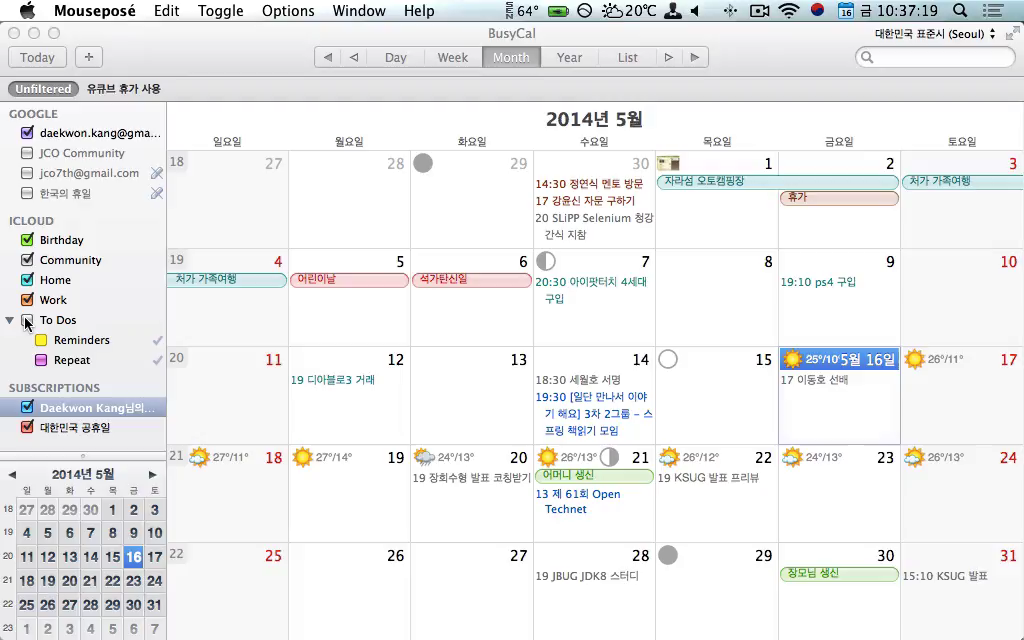 Mouseposé Edit Toggle Options Window Help 64° 20℃ 16 금 10:37:19
BusyCal 대한민국 표준시 (Seoul)
Today + Day Week Month Year List
Unfiltered 유큐브 휴가 사용
GOOGLE
daekwon.kang@gma...
JCO Community
jco7th@gmail.com
한국의 휴일
ICLOUD
Birthday
Community
Home
Work
To Dos
Reminders
Repeat
SUBSCRIPTIONS
Daekwon Kang님의...
대한민국 공휴일
2014년 5월
일 월 화 수 목 금 토
18 27 28 29 30 1 2 3
19 4 5 6 7 8 9 10
20 11 12 13 14 15 16 17
21 18 19 20 21 22 23 24
22 25 26 27 28 29 30 31
23 1 2 3 4 5 6 7
2014년 5월
일요일 월요일 화요일 수요일 목요일 금요일 토요일
18 27 28 29 30 1 2 3
14:30 정연식 멘토 방문
17 강윤신 자문 구하기
20 SLiPP Selenium 청강
간식 지참
자라섬 오토캠핑장
휴가
처가 가족여행
19 4 5 6 7 8 9 10
처가 가족여행
어린이날
석가탄신일
20:30 아이팟터치 4세대
구입
19:10 ps4 구입
20 11 12 13 14 15 25°/10° 5월 16일 26°/11° 17
19 디아블로3 거래
18:30 세월호 서명
19:30 [일단 만나서 이야
기 해요] 3차 2그룹 – 스
프링 책읽기 모임
17 이동호 선배
21 27°/11° 18 27°/14° 19 24°/13° 20 26°/13° 21 26°/12° 22 24°/13° 23 26°/13° 24
19 장회수형 발표 코칭받기
어머니 생신
13 제 61회 Open
Technet
19 KSUG 발표 프리뷰
22 25 26 27 28 29 30 31
19 JBUG JDK8 스터디
장모님 생신
15:10 KSUG 발표